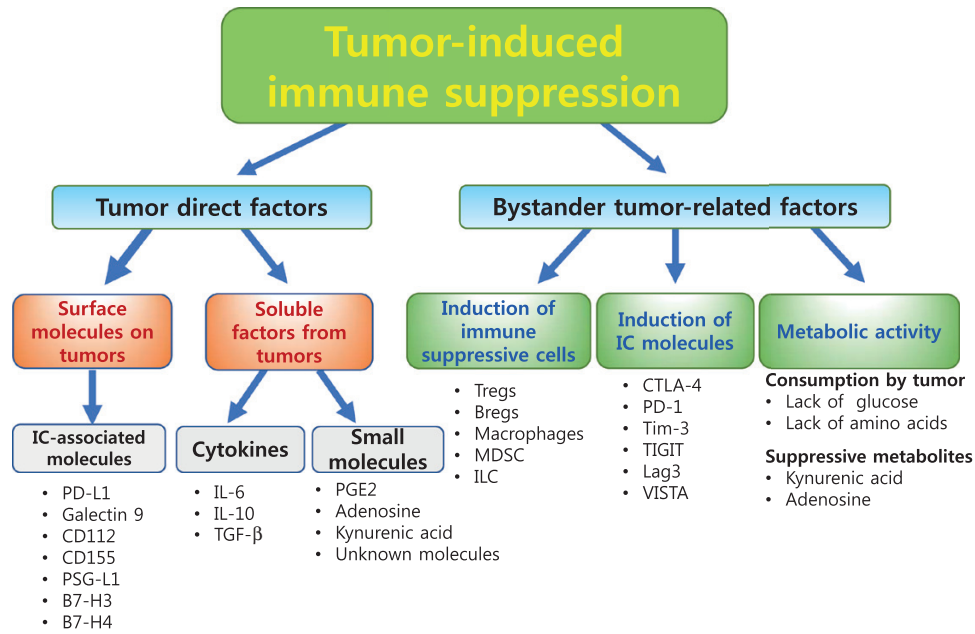 Tumor-induced
immune suppression
Tumor direct factors
Bystander tumor-related factors
Surface
molecules on
tumors
Soluble
factors from
tumors
Induction of
immune
suppressive cells
Induction of
IC molecules
Metabolic activity
IC-associated
molecules
• PD-L1
• Galectin 9
• CD112
• CD155
• PSG-L1
• B7-H3
• B7-H4
Cytokines
• IL-6
• IL-10
• TGF-β
Small
molecules
• PGE2
• Adenosine
• Kynurenic acid
• Unknown molecules
• Tregs
• Bregs
• Macrophages
• MDSC
• ILC
• CTLA-4
• PD-1
• Tim-3
• TIGIT
• Lag3
• VISTA
Consumption by tumor
• Lack of glucose
• Lack of amino acids
Suppressive metabolites
• Kynurenic acid
• Adenosine